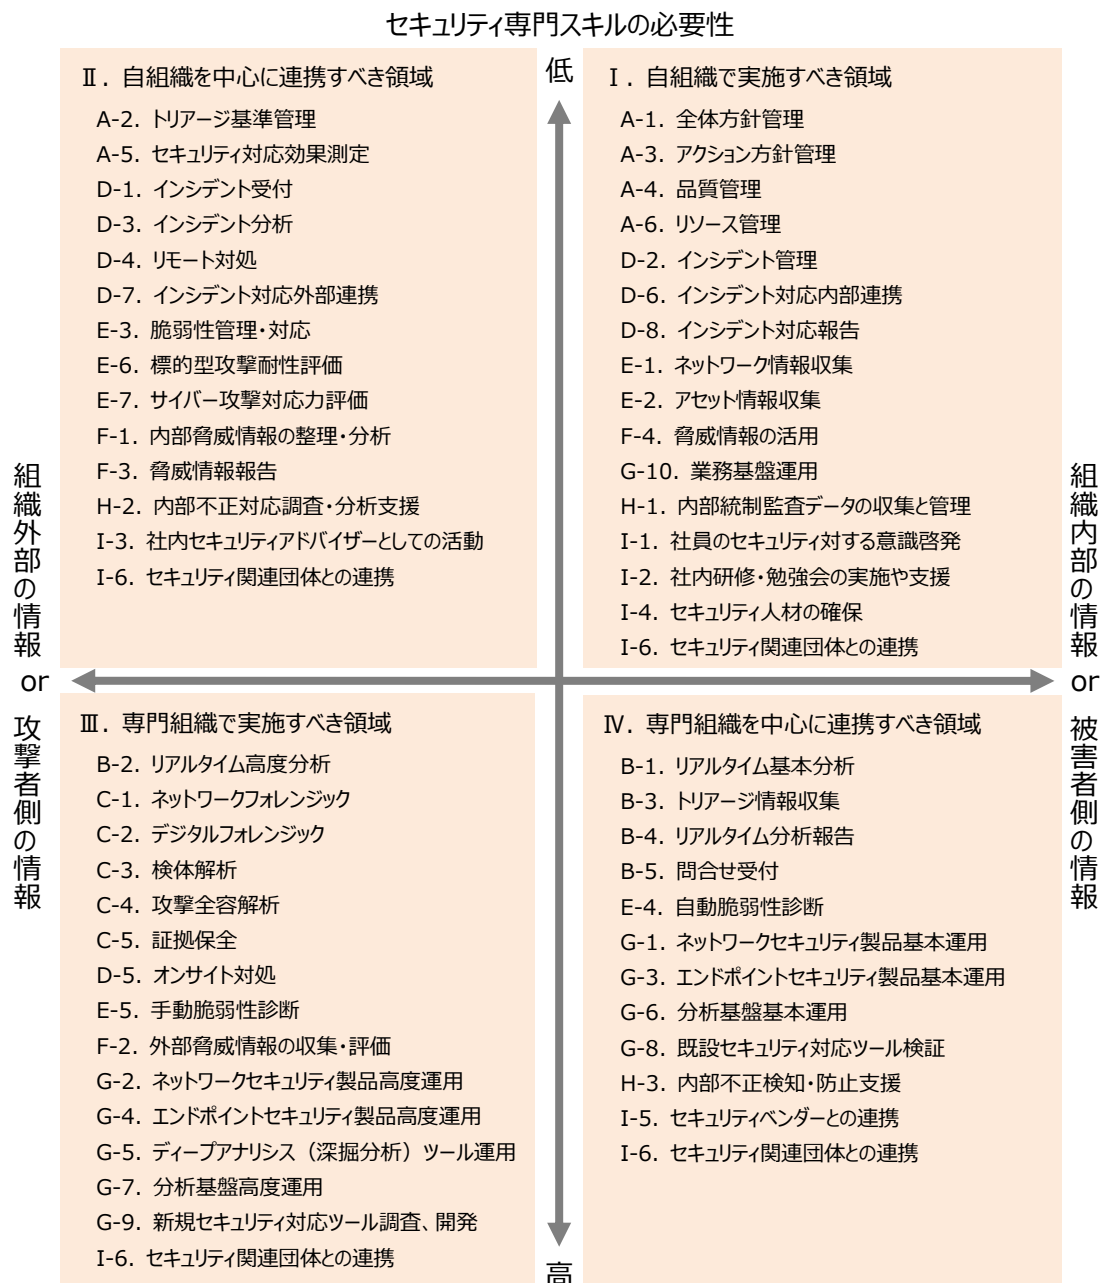 セキュリティ専門スキルの必要性
低
Ⅱ. 自組織を中心に連携すべき領域
A-2. トリアージ基準管理
A-5. セキュリティ対応効果測定
D-1. インシデント受付
D-3. インシデント分析
D-4. リモート対処
D-7. インシデント対応外部連携
E-3. 脆弱性管理・対応
E-6. 標的型攻撃耐性評価
E-7. サイバー攻撃対応力評価
F-1. 内部脅威情報の整理・分析
F-3. 脅威情報報告
H-2. 内部不正対応調査・分析支援
I-3. 社内セキュリティアドバイザーとしての活動
I-6. セキュリティ関連団体との連携
Ⅰ. 自組織で実施すべき領域
A-1. 全体方針管理
A-3. アクション方針管理
A-4. 品質管理
A-6. リソース管理
D-2. インシデント管理
D-6. インシデント対応内部連携
D-8. インシデント対応報告
E-1. ネットワーク情報収集
E-2. アセット情報収集
F-4. 脅威情報の活用
G-10. 業務基盤運用
H-1. 内部統制監査データの収集と管理
I-1. 社員のセキュリティ対する意識啓発
I-2. 社内研修・勉強会の実施や支援
I-4. セキュリティ人材の確保
I-6. セキュリティ関連団体との連携
組織外部の情報
or
攻撃者側の情報
組織内部の情報
or
被害者側の情報
Ⅲ. 専門組織で実施すべき領域
B-2. リアルタイム高度分析
C-1. ネットワークフォレンジック
C-2. デジタルフォレンジック
C-3. 検体解析
C-4. 攻撃全容解析
C-5. 証拠保全
D-5. オンサイト対処
E-5. 手動脆弱性診断
F-2. 外部脅威情報の収集・評価
G-2. ネットワークセキュリティ製品高度運用
G-4. エンドポイントセキュリティ製品高度運用
G-5. ディープアナリシス（深掘分析）ツール運用
G-7. 分析基盤高度運用
G-9. 新規セキュリティ対応ツール調査、開発
I-6. セキュリティ関連団体との連携
Ⅳ. 専門組織を中心に連携すべき領域
B-1. リアルタイム基本分析
B-3. トリアージ情報収集
B-4. リアルタイム分析報告
B-5. 問合せ受付
E-4. 自動脆弱性診断
G-1. ネットワークセキュリティ製品基本運用
G-3. エンドポイントセキュリティ製品基本運用
G-6. 分析基盤基本運用
G-8. 既設セキュリティ対応ツール検証
H-3. 内部不正検知・防止支援
I-5. セキュリティベンダーとの連携
I-6. セキュリティ関連団体との連携
高